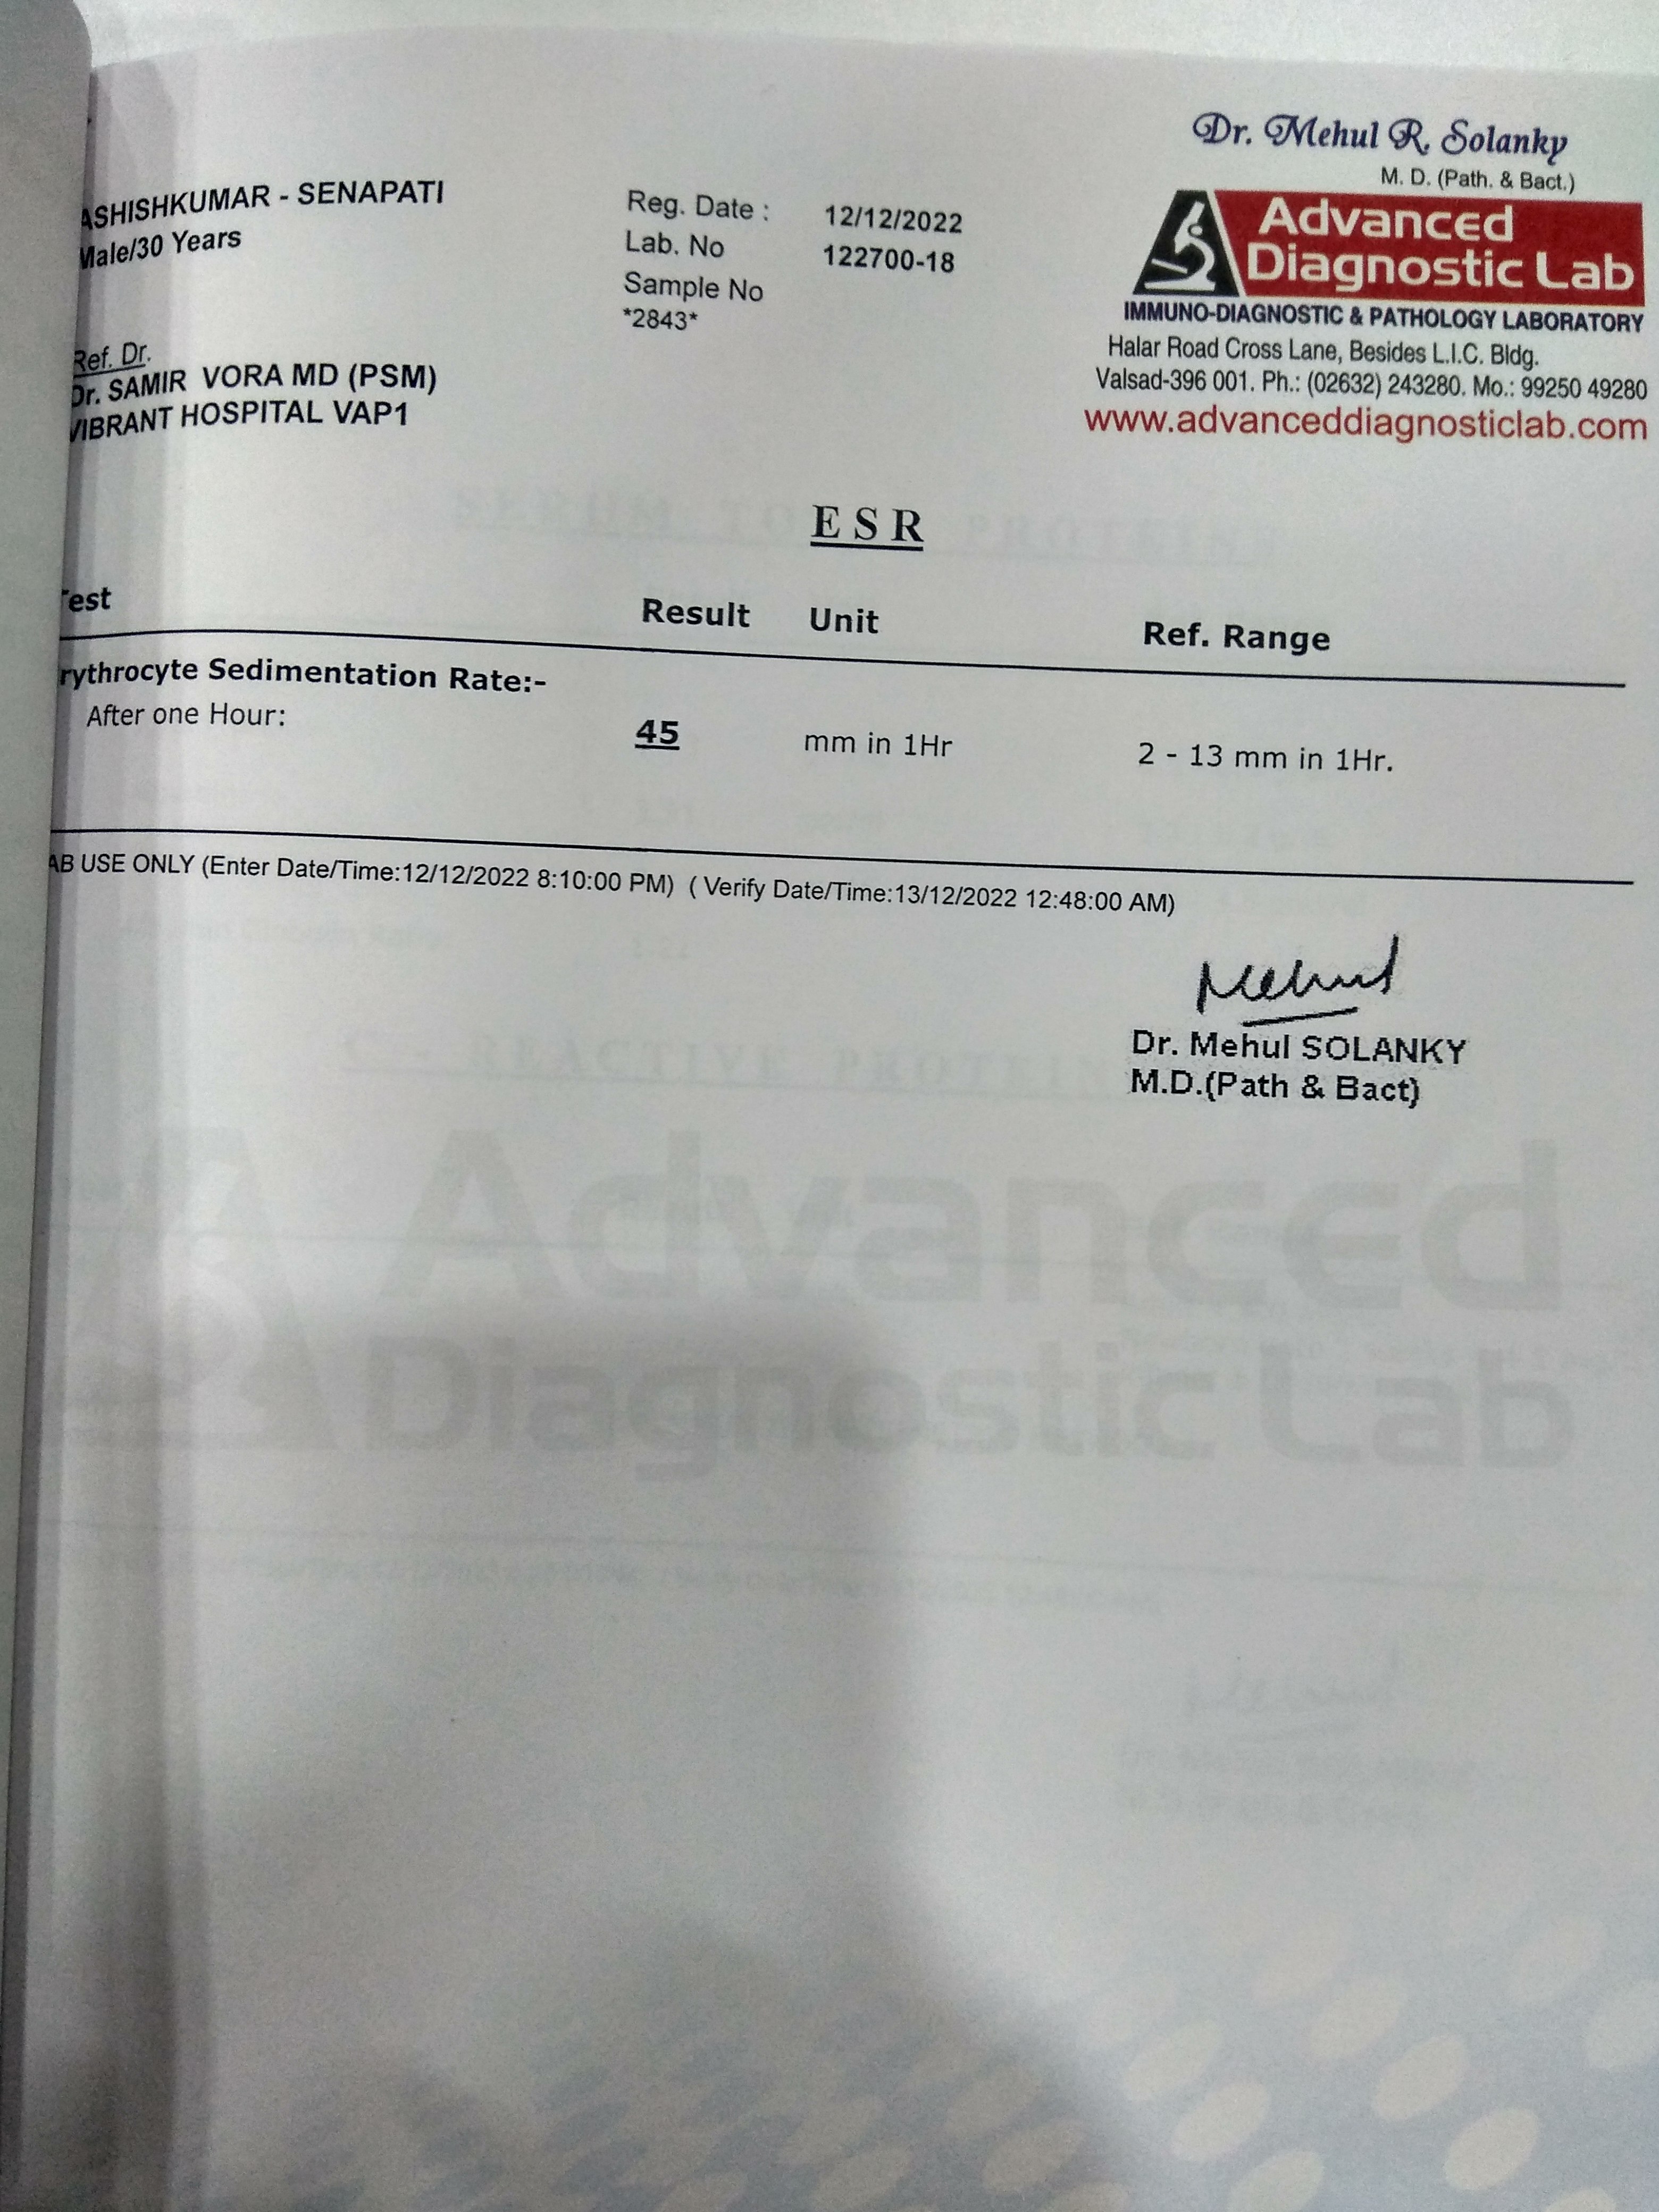 Dr. Mehul R. Solanky
M. D. (Path. & Bact.)
Advanced
Diagnostic Lab
IMMUNO-DIAGNOSTIC & PATHOLOGY LABORATORY
Halar Road Cross Lane, Besides L.I.C. Bldg.
Valsad-396 001. Ph.: (02632) 243280. Mo.: 99250 49280
www.advanceddiagnosticlab.com
ASHISHKUMAR - SENAPATI
Male/30 Years
Reg. Date : 12/12/2022
Lab. No 122700-18
Sample No
*2843*
Ref. Dr.
Dr. SAMIR VORA MD (PSM)
VIBRANT HOSPITAL VAP1
E S R
Test Result Unit Ref. Range
rythrocyte Sedimentation Rate:-
After one Hour: 45 mm in 1Hr 2 - 13 mm in 1Hr.
AB USE ONLY (Enter Date/Time:12/12/2022 8:10:00 PM) ( Verify Date/Time:13/12/2022 12:48:00 AM)
Mehul
Dr. Mehul SOLANKY
M.D.(Path & Bact)
Advanced
Diagnostic Lab